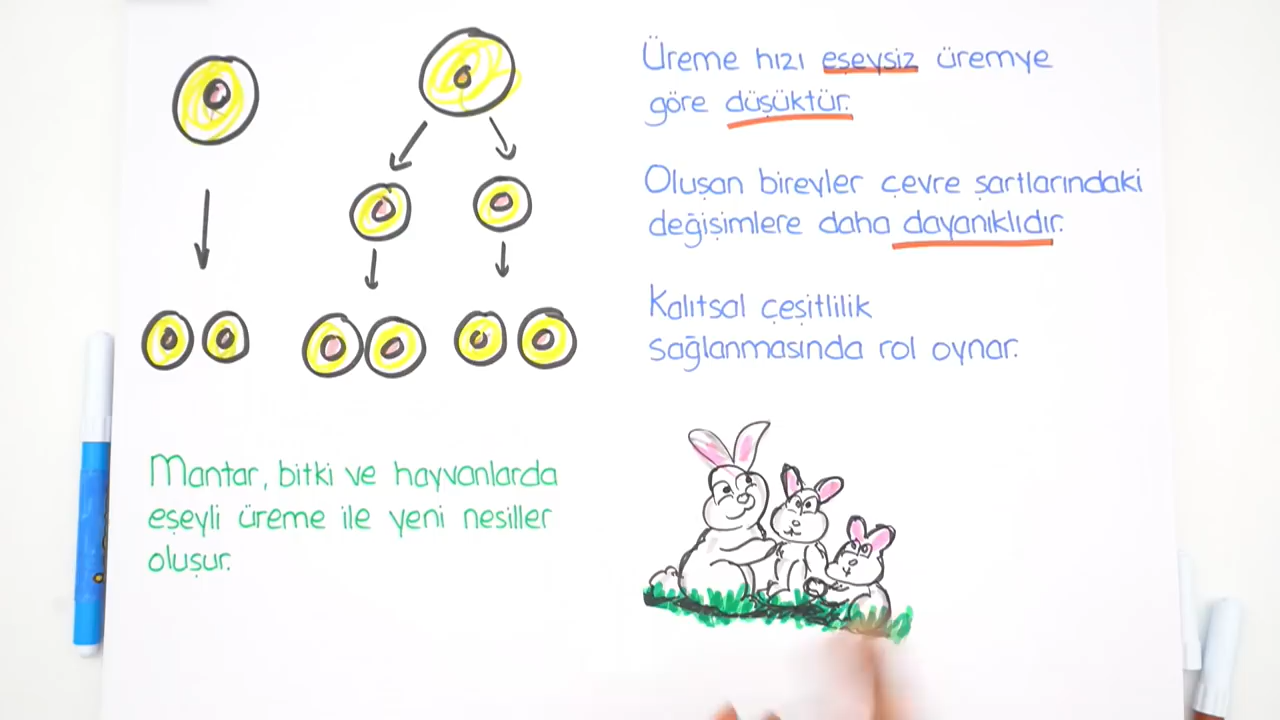 Üreme hızı eşeysiz üremye
göre düşüktür.
Oluşan bireyler çevre şartlarındaki
değişimlere daha dayanıklıdır.
Kalıtsal çeşitlilik
sağlanmasında rol oynar.
Mantar, bitki ve hayvanlarda
eşeyli üreme ile yeni nesiller
oluşur.